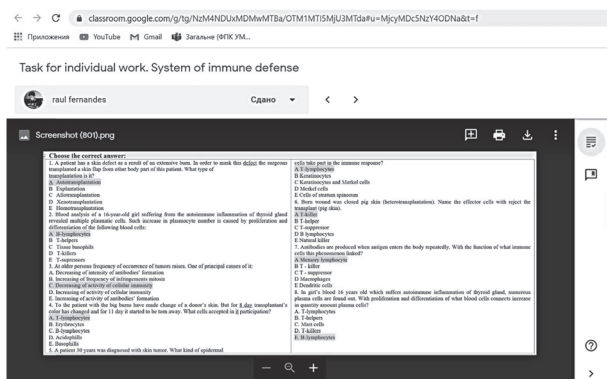 classroom.google.com/g/tg/NzM4NDUxMDMwMTBa/OTM1MTI5MjU3MTda#u=MjcyMDc5NzY4ODNa&t=f
Приложения YouTube Gmail Загальне (ФПК УМ...
Task for individual work. System of immune defense
raul fernandes Сдано
Screenshot (801).png
Choose the correct answer:
1. A patient has a skin defect as a result of an extensive burn. In order to mask this defect the surgeons
transplanted a skin flap from other body part of this patient. What type of
transplantation is it?
A Autotransplantation
B Explantation
C Allotransplantation
D Xenotransplantation
E Homotransplantation
2. Blood analysis of a 16-year-old girl suffering from the autoimmune inflammation of thyroid gland
revealed multiple plasmatic cells. Such increase in plasmocyte number is caused by proliferation and
differentiation of the following blood cells:
A B-lymphocytes
B T-helpers
C Tissue basophils
D T-killers
E T-supressors
3. At older persons frequency of occurrence of tumors raises. One of principal causes of it:
A. Decreasing of intensity of antibodies' formation
B. Increasing of frequency of infringements mitosis
C. Decreasing of activity of cellular immunity
D. Increasing of activity of cellular immunity
E. Increasing of activity of antibodies' formation
4. To the patient with the big burns have made change of a donor's skin. But for 8 day transplantant's
color has changed and for 11 day it started to be torn away. What cells accepted in it participation?
A. T-lymphocytes
B. Erytrocytes
C. B-lymphocytes
D. Acidophills
E. Basophils
5. A patient 30 years was diagnosed with skin tumor. What kind of epidermal
cells take part in the immune response?
A T-lymphocytes
B Keratinocytes
C Keratinocytes and Merkel cells
D Merkel cells
E Cells of stratum spinosum
6. Burn wound was closed pig skin (heterotransplantation). Name the effector cells with reject the
transplant (pig skin).
A T-killer
B T-helper
C T-suppressor
D B lymphocytes
E Natural killer
7. Antibodies are produced when antigen enters the body repeatedly. With the function of what immune
cells this phenomenon linked?
A Memory lymphocyte
B T - killer
C T - suppressor
D Macrophages
E Dendritic cells
8. In girl's blood 16 years old which suffers autoimmune inflammation of thyroid gland, numerous
plasma cells are found out. With proliferation and differentiation of what blood cells connects increase
in quantity amount plasma cells?
A. T-lymphocytes
B. T-helpers
C. Mast cells
D. T-killers
E. B-lymphocytes